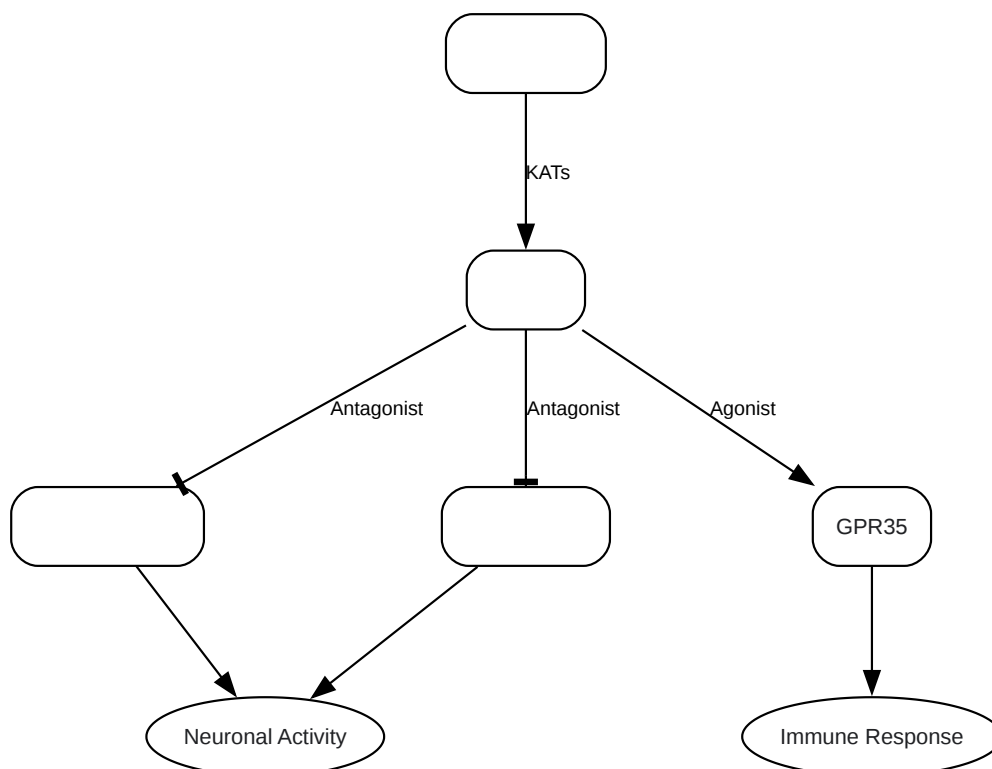 KATs
Antagonist
Antagonist
Agonist
GPR35
Neuronal Activity
Immune Response